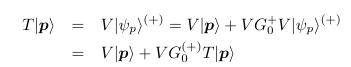 T|p⟩ = V|ψ_p⟩^(+) = V|p⟩ + VG_0^+V|ψ_p⟩^(+)
= V|p⟩ + VG_0^(+)T|p⟩